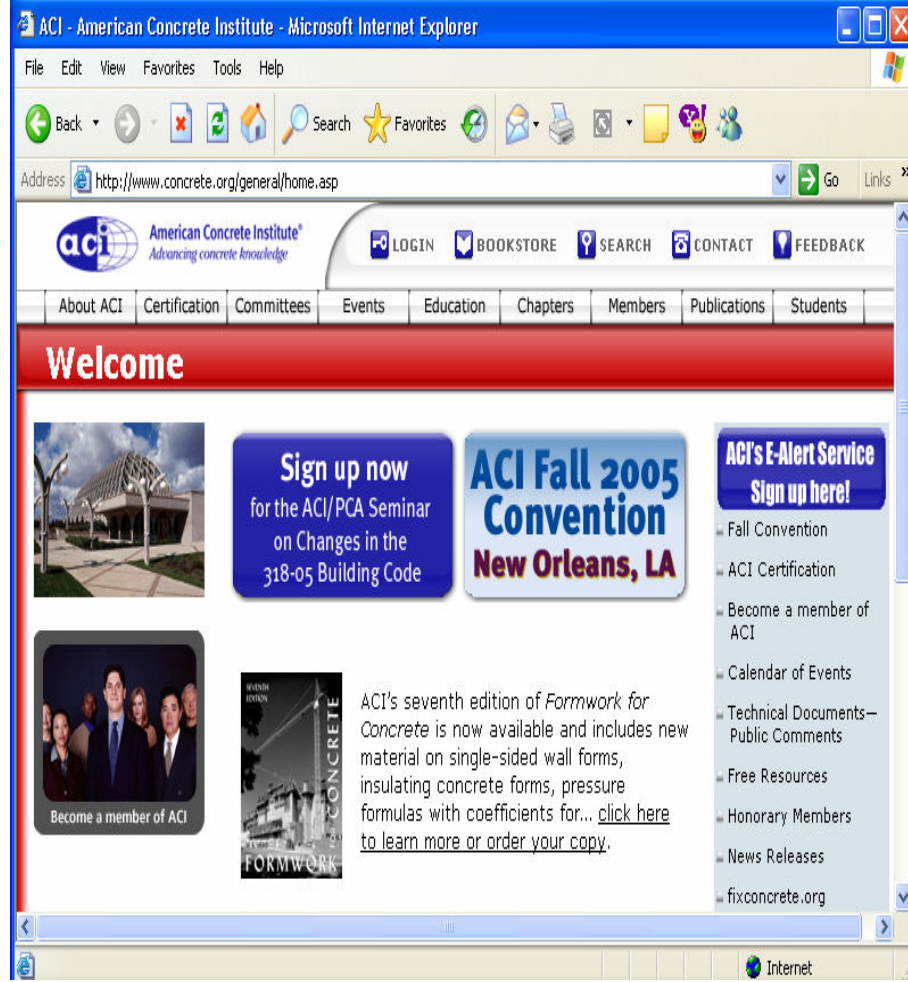 ACI - American Concrete Institute - Microsoft Internet Explorer
File Edit View Favorites Tools Help
Back Search Favorites
Address http://www.concrete.org/general/home.asp Go Links »
aci American Concrete Institute®
Advancing concrete knowledge
LOGIN BOOKSTORE SEARCH CONTACT FEEDBACK
About ACI Certification Committees Events Education Chapters Members Publications Students
Welcome
Sign up now
for the ACI/PCA Seminar
on Changes in the
318-05 Building Code
ACI Fall 2005
Convention
New Orleans, LA
ACI's E-Alert Service
Sign up here!
Fall Convention
ACI Certification
Become a member of
ACI
Calendar of Events
Technical Documents—
Public Comments
Free Resources
Honorary Members
News Releases
fixconcrete.org
Become a member of ACI
SEVENTH
EDITION
FORMWORK
FOR
CONCRETE
ACI's seventh edition of Formwork for
Concrete is now available and includes new
material on single-sided wall forms,
insulating concrete forms, pressure
formulas with coefficients for... click here
to learn more or order your copy.
Internet